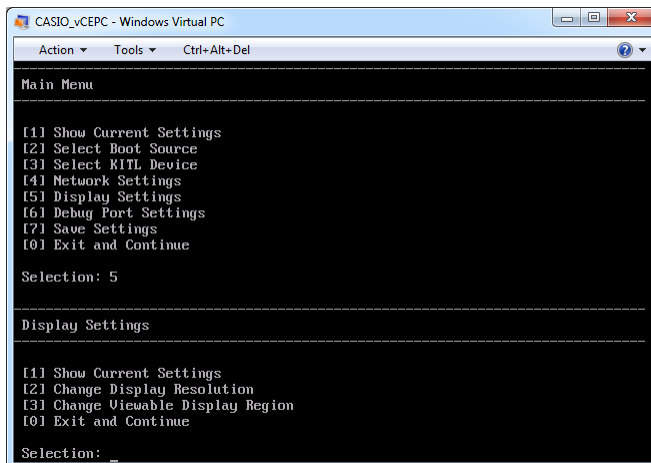 CASIO_vCEPC - Windows Virtual PC
Action Tools Ctrl+Alt+Del
Main Menu
[1] Show Current Settings
[2] Select Boot Source
[3] Select KITL Device
[4] Network Settings
[5] Display Settings
[6] Debug Port Settings
[7] Save Settings
[0] Exit and Continue
Selection: 5
Display Settings
[1] Show Current Settings
[2] Change Display Resolution
[3] Change Viewable Display Region
[0] Exit and Continue
Selection: _